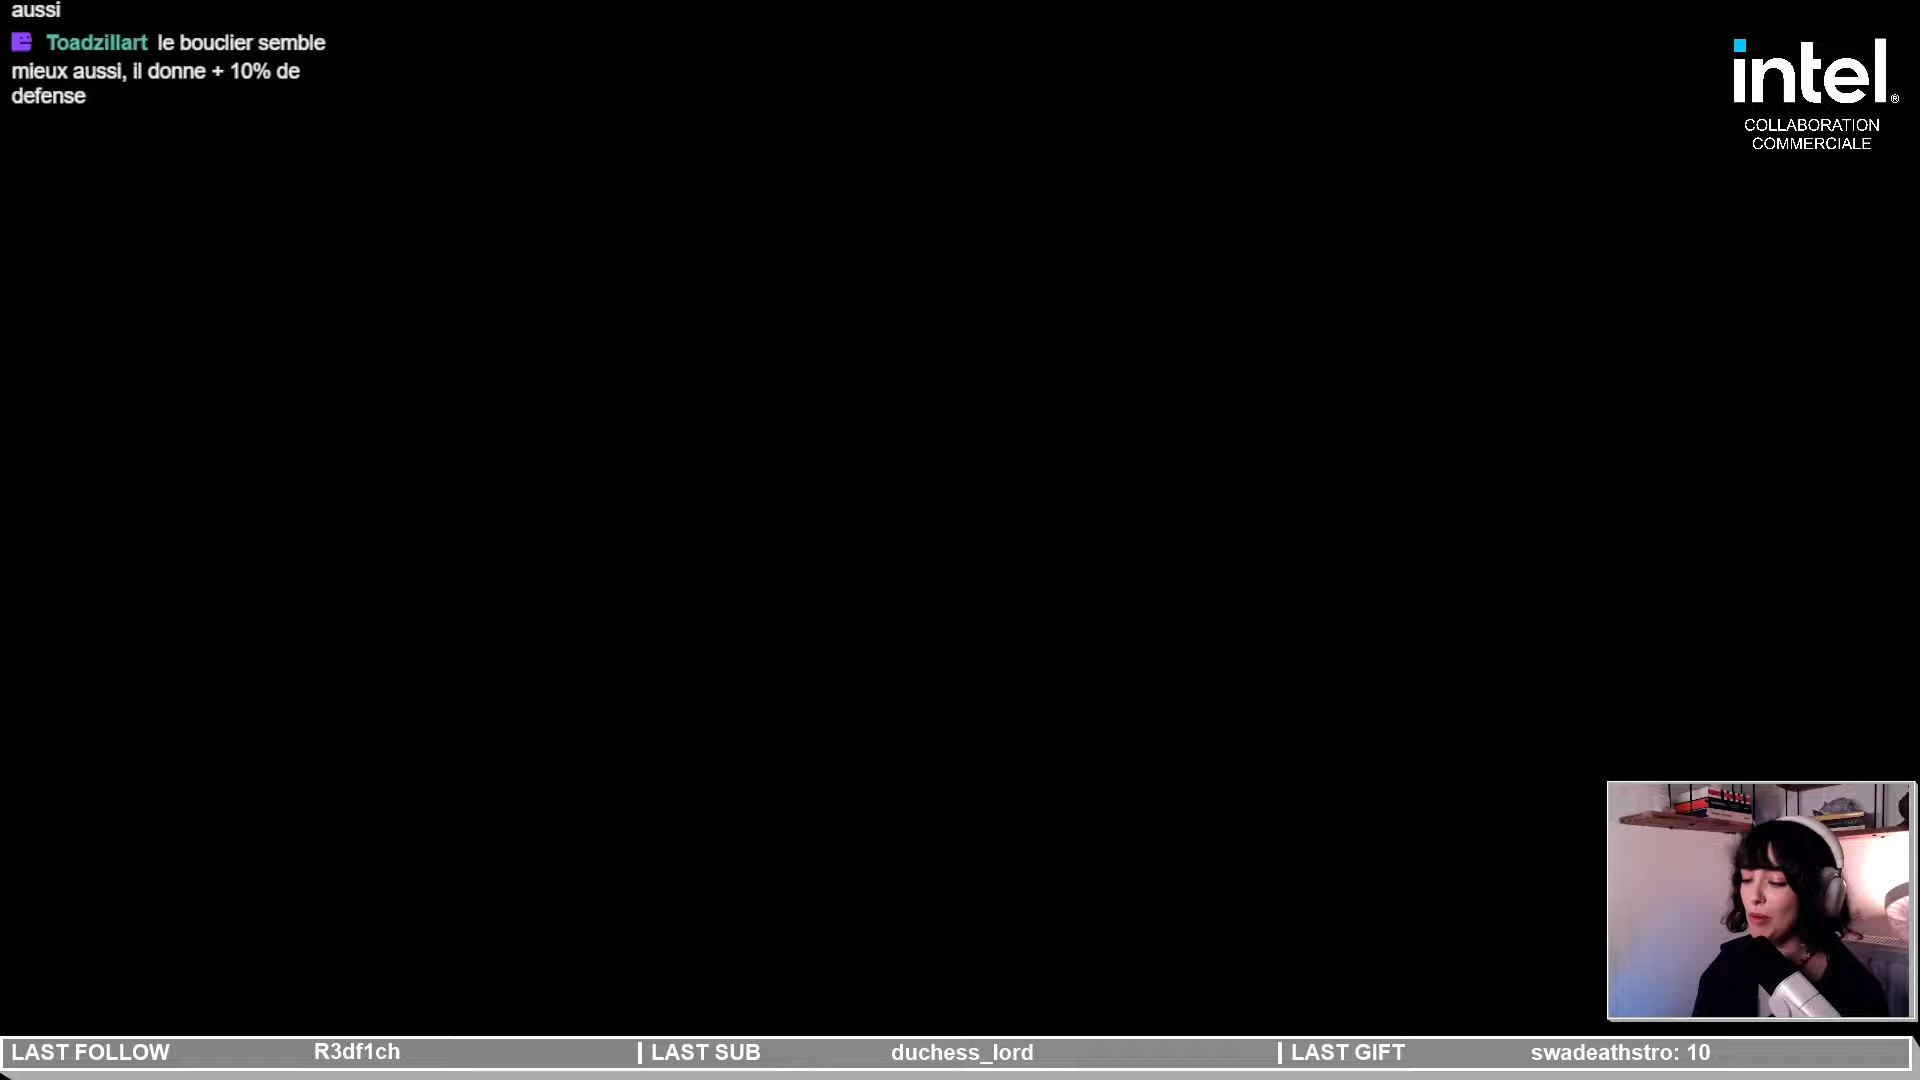 aussi
Toadzillart le bouclier semble
mieux aussi, il donne + 10% de
defense
intel®
COLLABORATION
COMMERCIALE
LAST FOLLOW R3df1ch | LAST SUB duchess_lord | LAST GIFT swadeathstro: 10